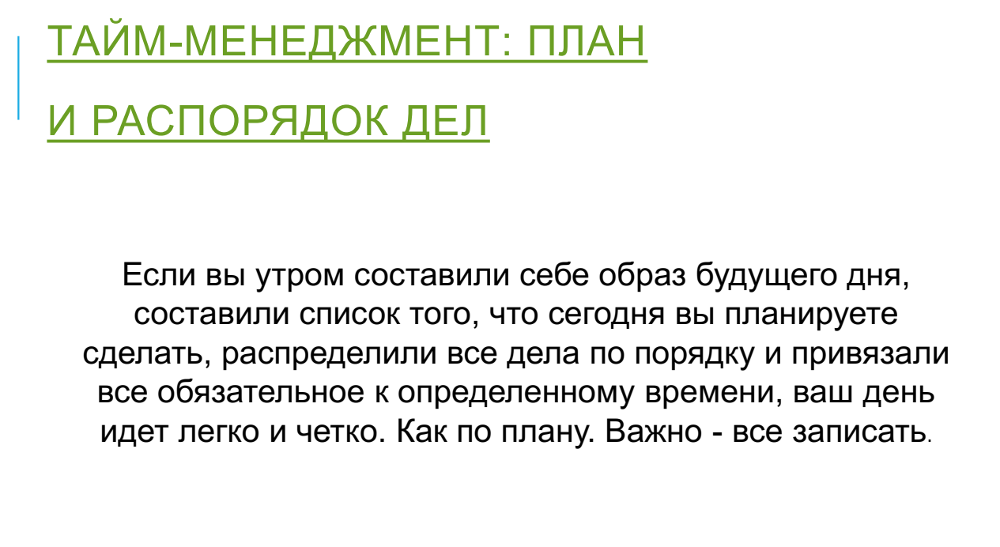 ТАЙМ-МЕНЕДЖМЕНТ: ПЛАН
И РАСПОРЯДОК ДЕЛ
Если вы утром составили себе образ будущего дня,
составили список того, что сегодня вы планируете
сделать, распределили все дела по порядку и привязали
все обязательное к определенному времени, ваш день
идет легко и четко. Как по плану. Важно - все записать.